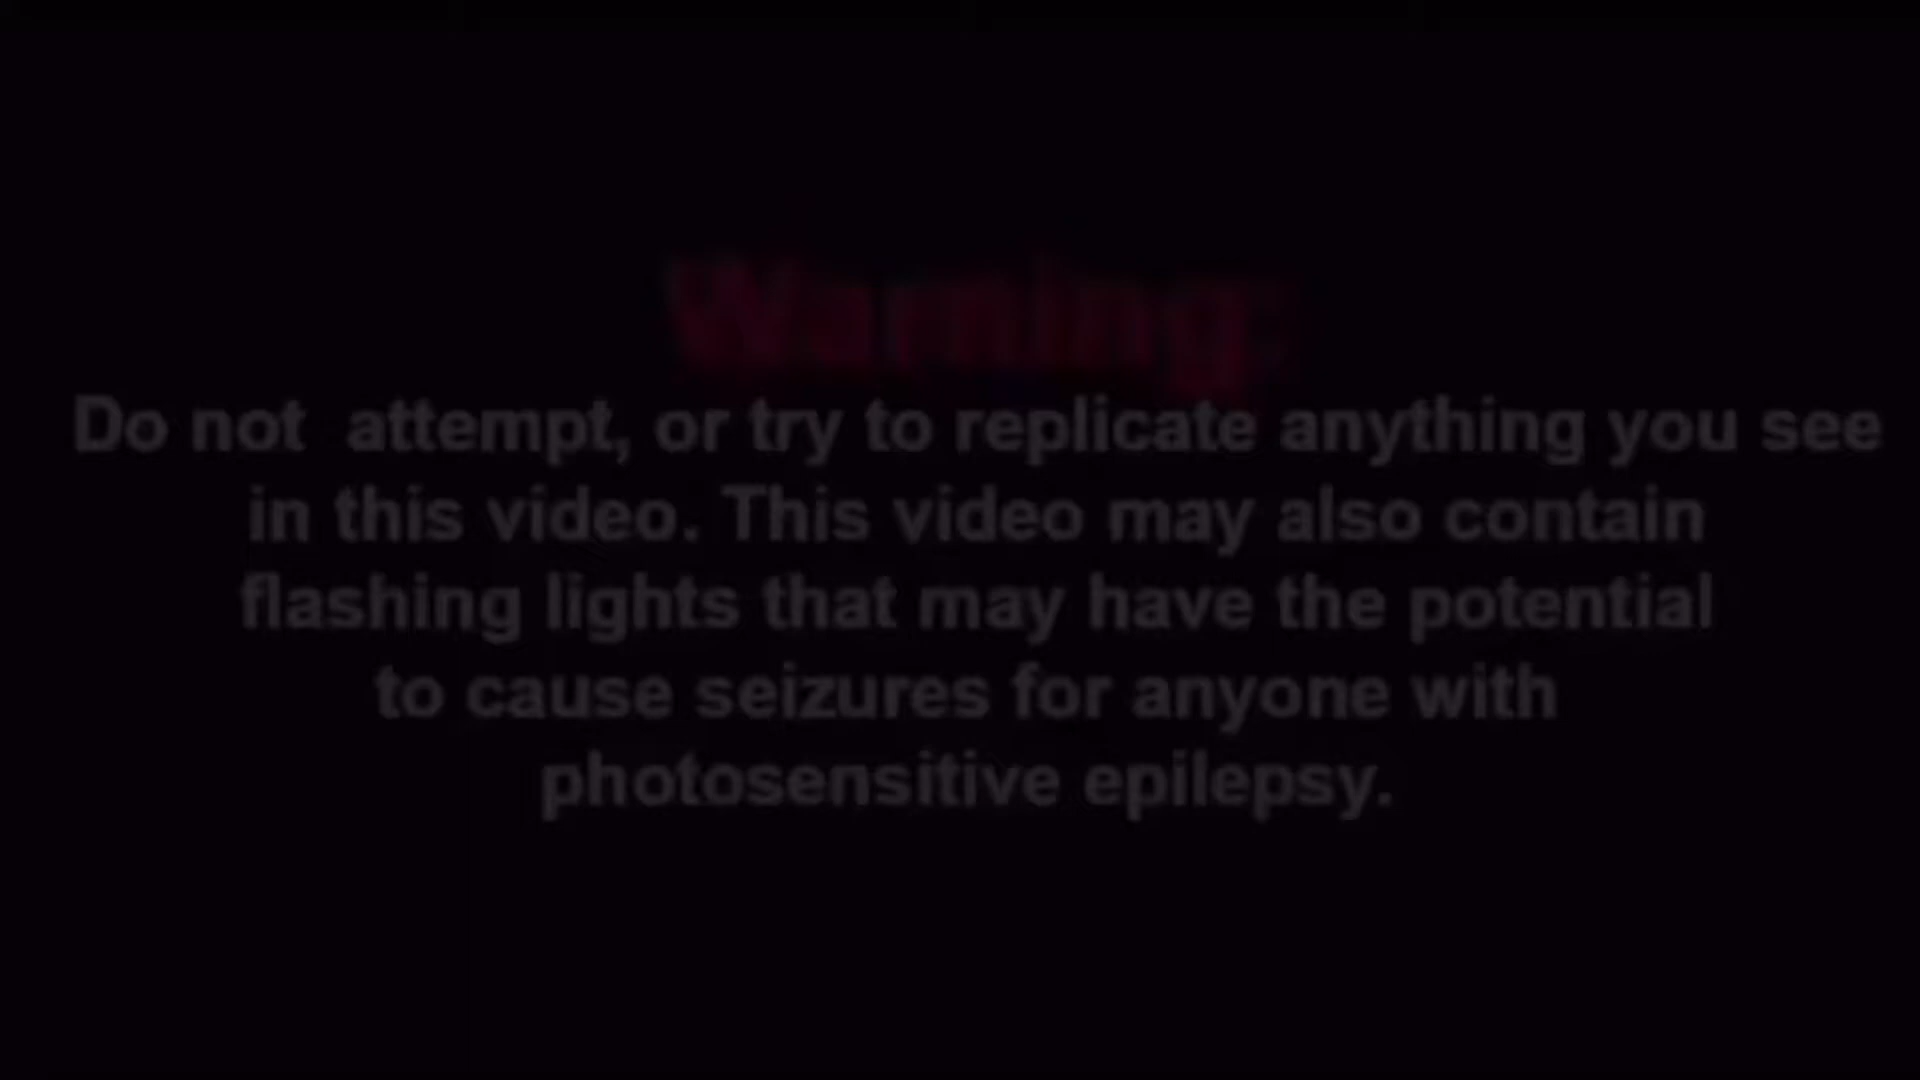 Warning:
Do not  attempt, or try to replicate anything you see
in this video. This video may also contain
flashing lights that may have the potential
to cause seizures for anyone with
photosensitive epilepsy.